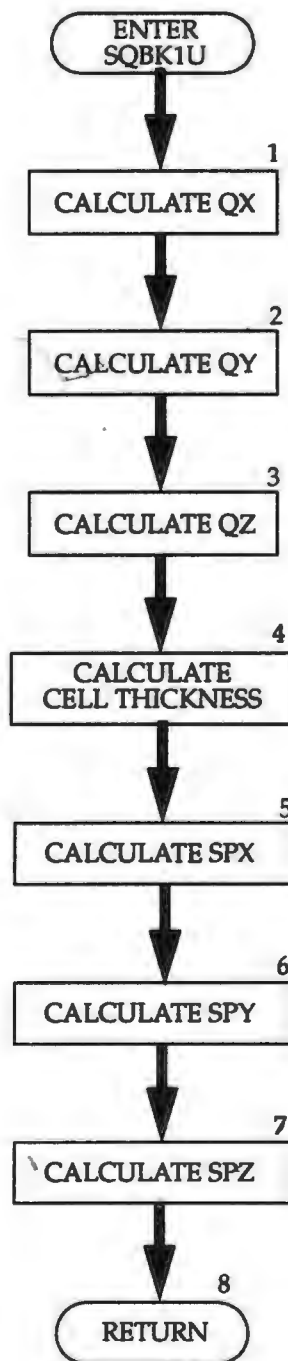 ENTER
SQBK1U
1
CALCULATE QX
2
CALCULATE QY
3
CALCULATE QZ
4
CALCULATE
CELL THICKNESS
5
CALCULATE SPX
6
CALCULATE SPY
7
CALCULATE SPZ
8
RETURN